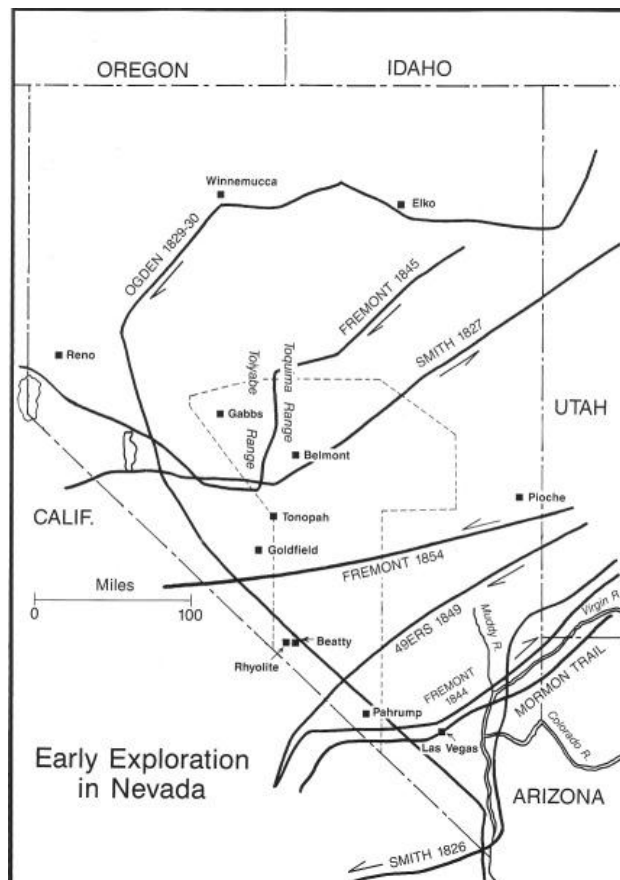 OREGON
IDAHO
Winnemucca
Elko
OGDEN 1829-30
FREMONT 1845
SMITH 1827
Reno
Toiyabe
Range
Toquima Range
Gabbs
UTAH
Belmont
CALIF.
Pioche
Tonopah
Goldfield
FREMONT 1854
Miles
0
100
49ERS 1849
Muddy R.
Virgin R.
Beatty
Rhyolite
FREMONT
1844
MORMON TRAIL
Pahrump
Las Vegas
Colorado R.
Early Exploration
in Nevada
ARIZONA
SMITH 1826